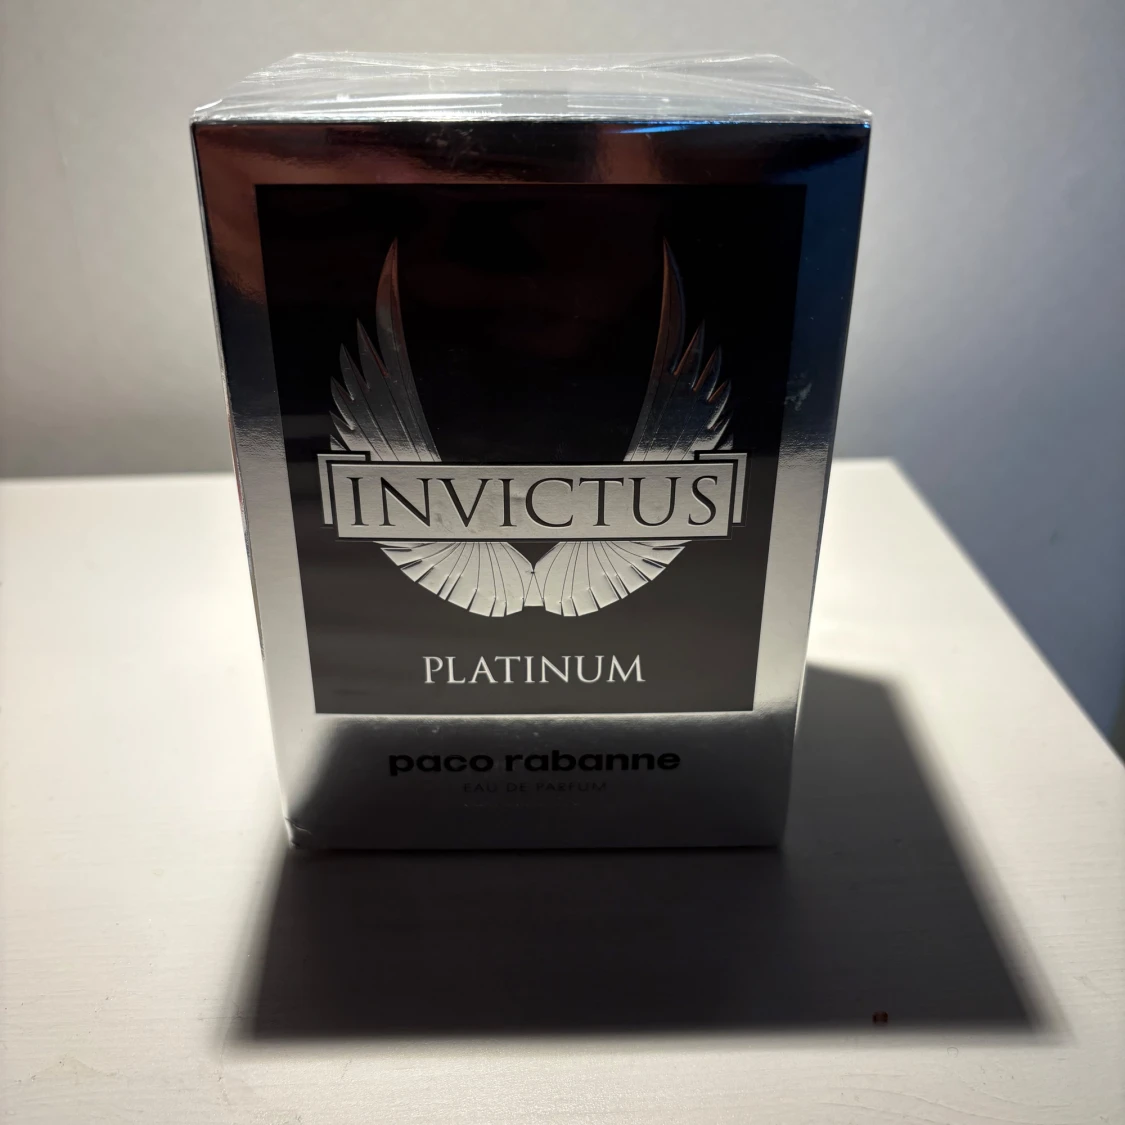 INVICTUS
PLATINUM
paco rabanne
EAU DE PARFUM